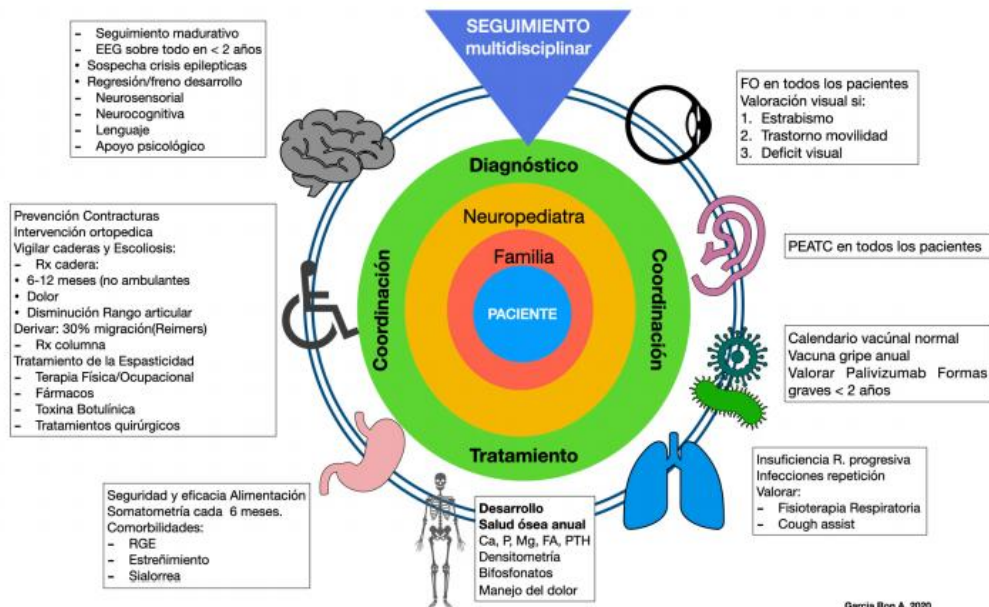 SEGUIMIENTO
multidisciplinar
- Seguimiento madurativo
- EEG sobre todo en < 2 años
• Sospecha crisis epilepticas
• Regresión/freno desarrollo
- Neurosensorial
- Neurocognitiva
- Lenguaje
- Apoyo psicológico
FO en todos los pacientes
Valoración visual si:
1. Estrabismo
2. Trastorno movilidad
3. Deficit visual
Diagnóstico
Neuropediatra
Familia
PACIENTE
Coordinación
Coordinación
Tratamiento
Prevención Contracturas
Intervención ortopedica
Vigilar caderas y Escoliosis:
- Rx cadera:
• 6-12 meses (no ambulantes
• Dolor
• Disminución Rango articular
Derivar: 30% migración(Reimers)
- Rx columna
Tratamiento de la Espasticidad
- Terapia Física/Ocupacional
- Fármacos
- Toxina Botulínica
- Tratamientos quirúrgicos
PEATC en todos los pacientes
Calendario vacúnal normal
Vacuna gripe anual
Valorar Palivizumab Formas
graves < 2 años
Insuficiencia R. progresiva
Infecciones repetición
Valorar:
- Fisioterapia Respiratoria
- Cough assist
Seguridad y eficacia Alimentación
Somatometría cada 6 meses.
Comorbilidades:
- RGE
- Estreñimiento
- Sialorrea
Desarrollo
Salud ósea anual
Ca, P, Mg, FA, PTH
Densitometría
Bifosfonatos
Manejo del dolor
García Ron A. 2020